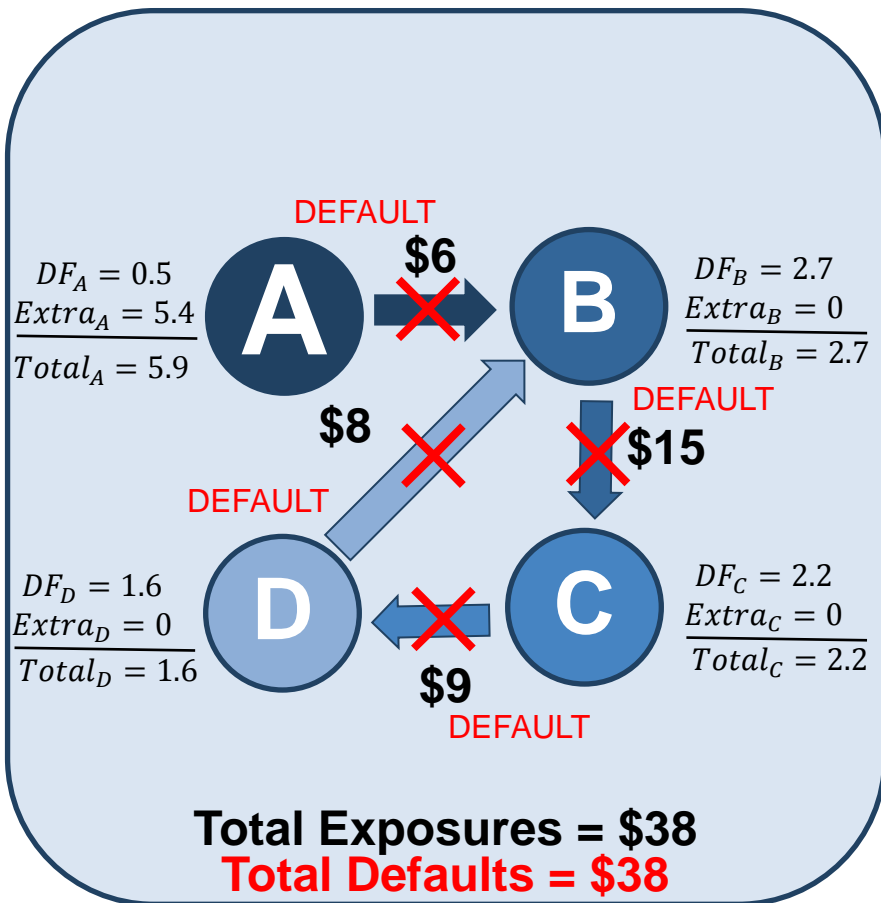 DEFAULT
$6
A
B
DF_A = 0.5
Extra_A = 5.4
Total_A = 5.9
DF_B = 2.7
Extra_B = 0
Total_B = 2.7
DEFAULT
$8
$15
DEFAULT
D
C
DF_D = 1.6
Extra_D = 0
Total_D = 1.6
DF_C = 2.2
Extra_C = 0
Total_C = 2.2
$9
DEFAULT
Total Exposures = $38
Total Defaults = $38